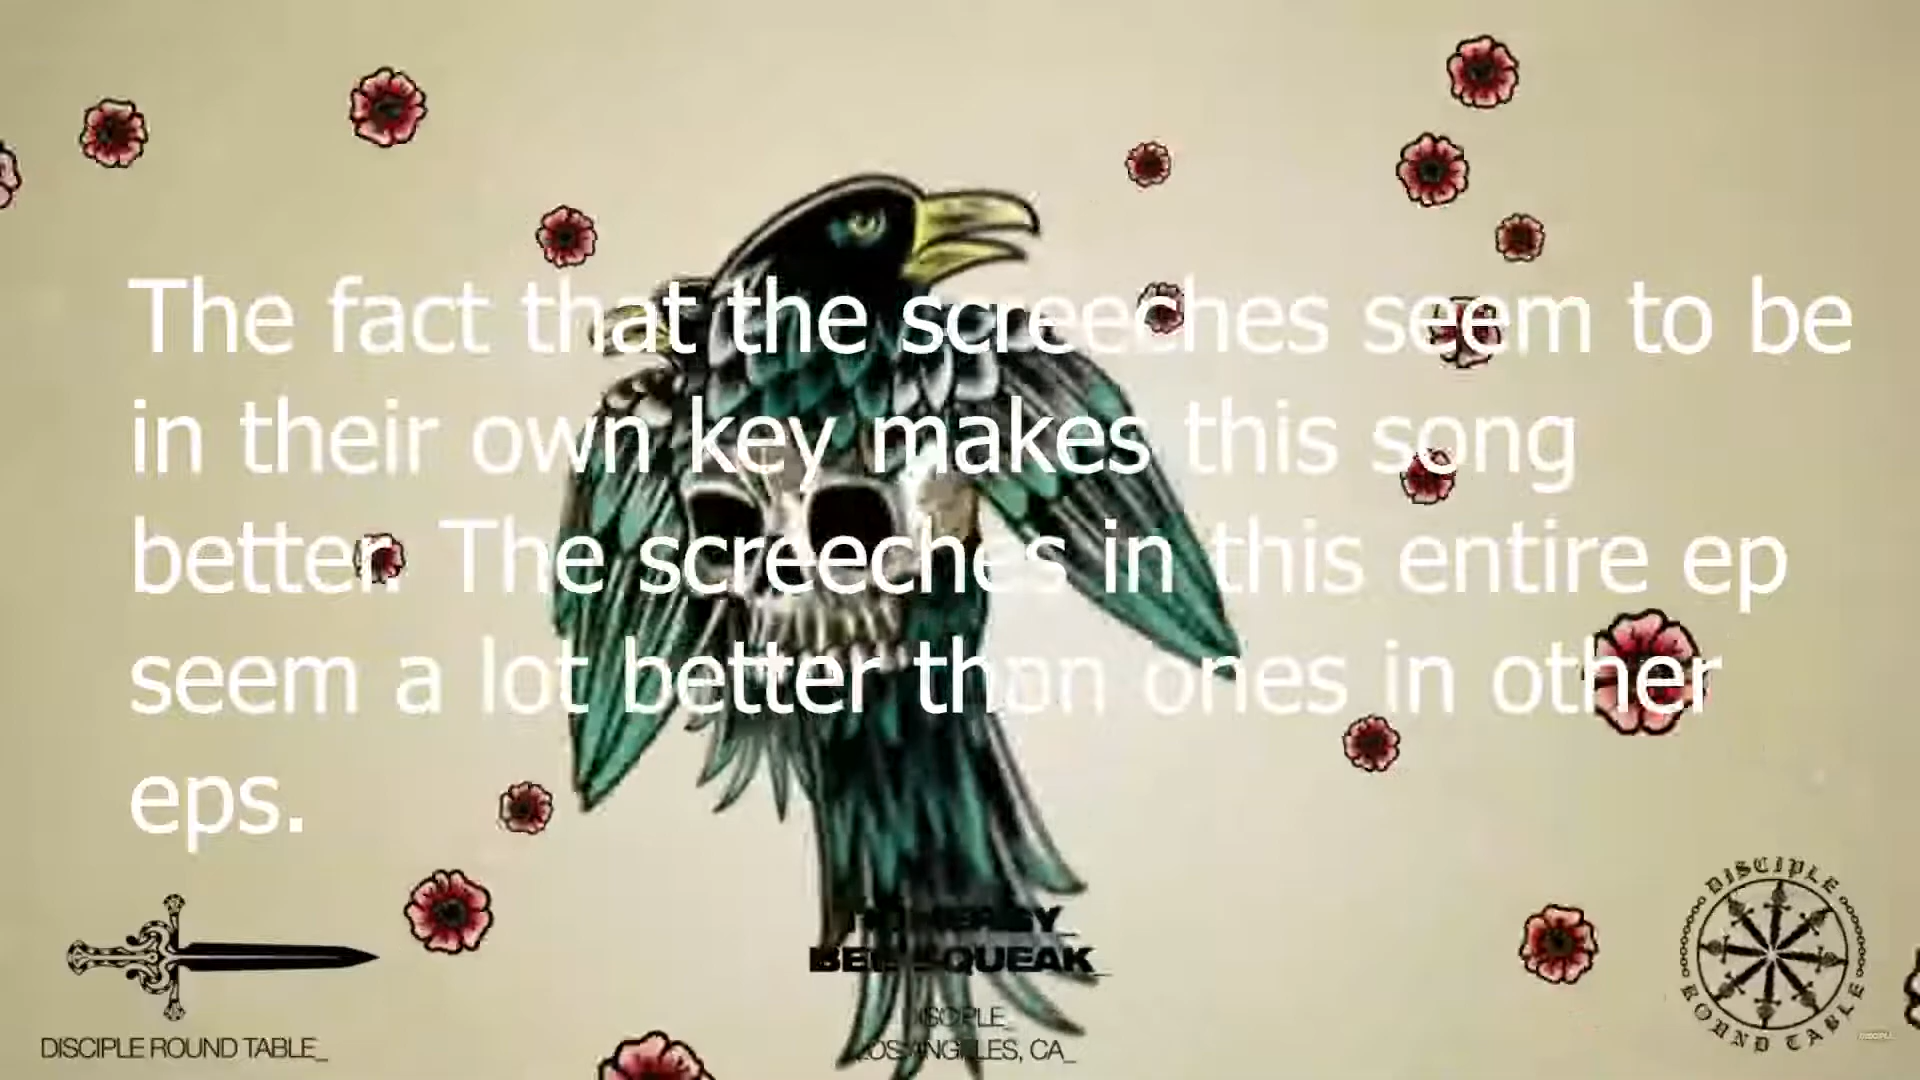 The fact that the screeches seem to be
in their own key makes this song
better. The screeches in this entire ep
seem a lot better than ones in other
eps.
SQUEAK_
DISCIPLE_
LOS ANGELES, CA_
DISCIPLE ROUND TABLE_
DISCIPLE
ROUND TABLE